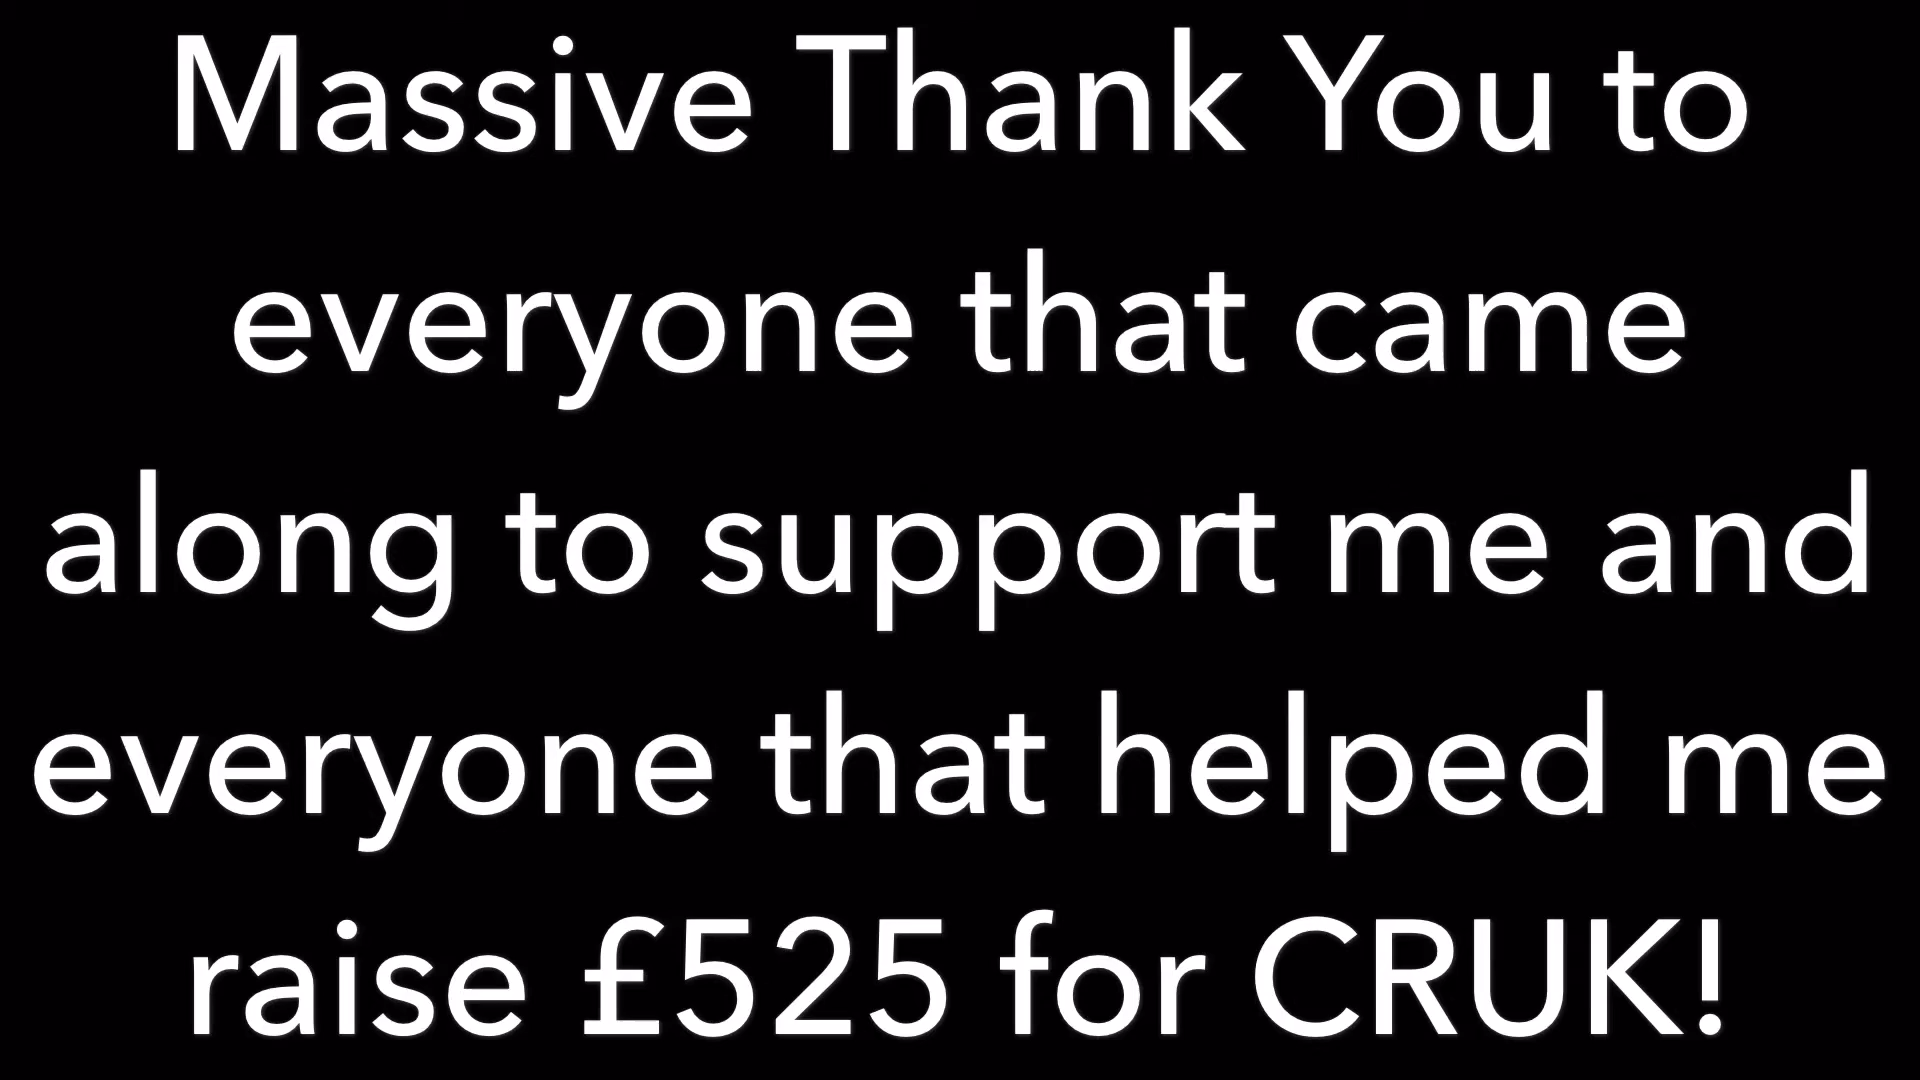 Massive Thank You to
everyone that came
along to support me and
everyone that helped me
raise £525 for CRUK!